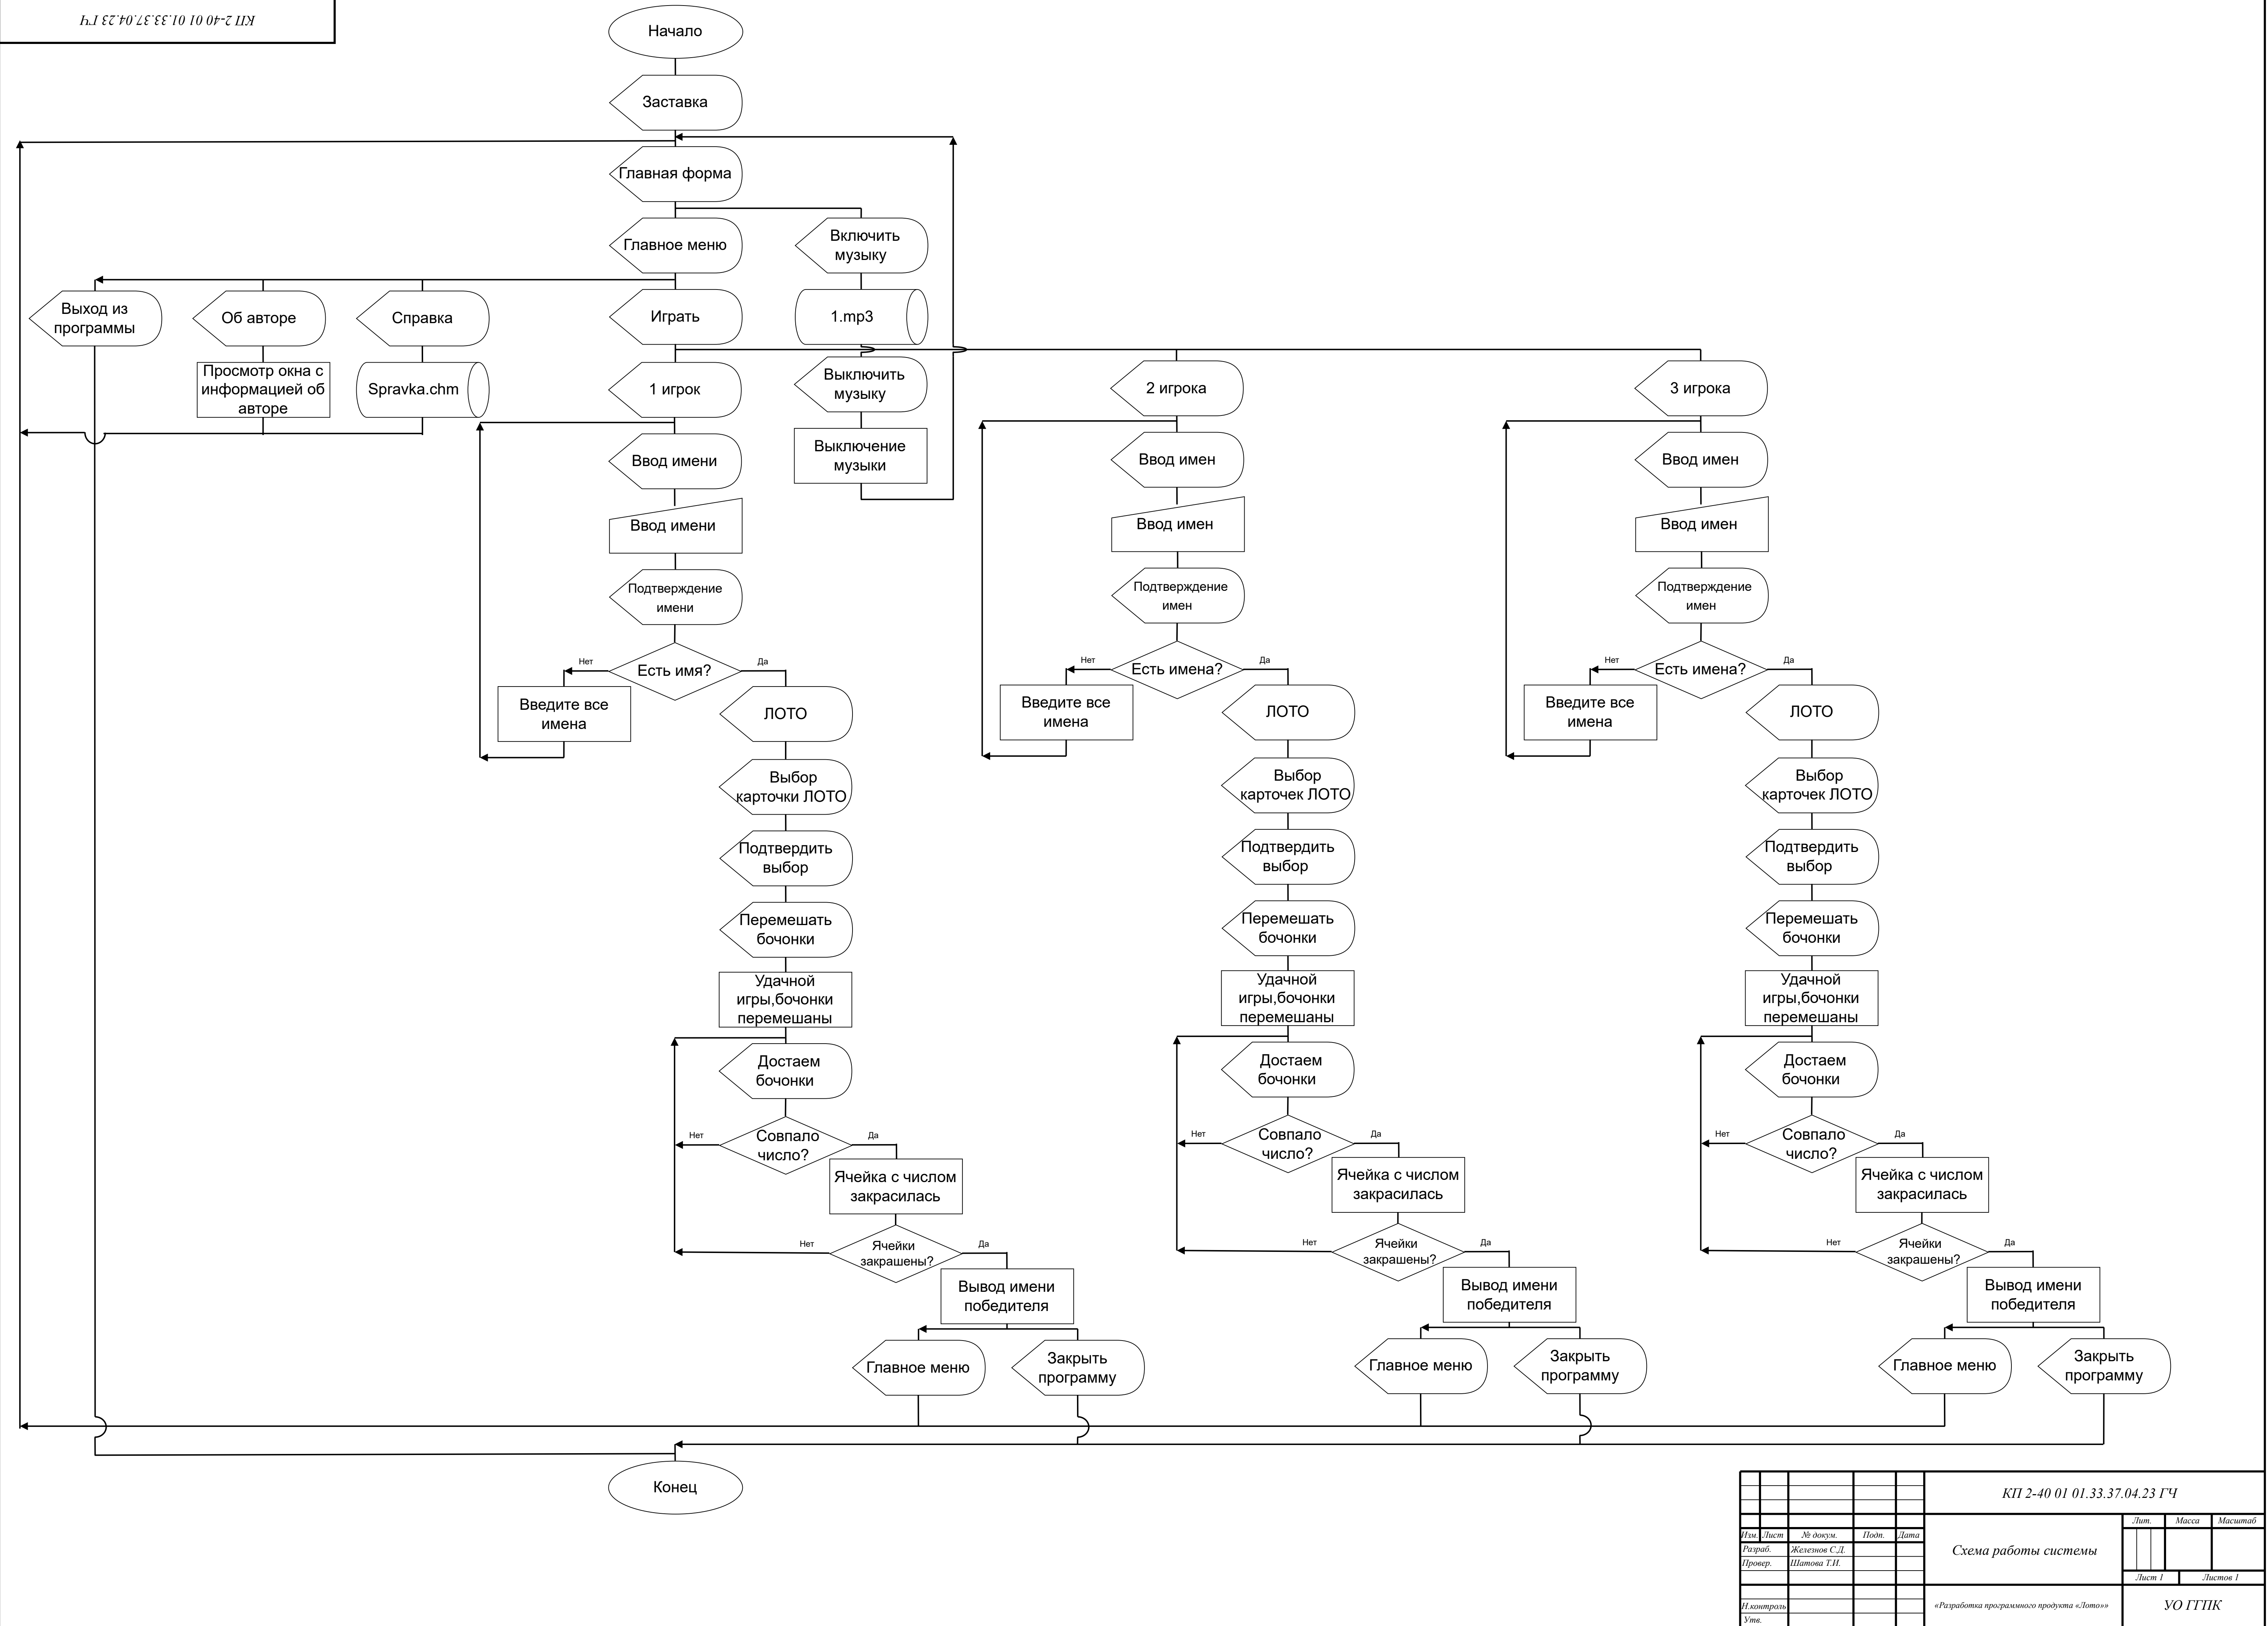 КП 2-40 01 01.33.37.04.23 ГЧ
Начало
Заставка
Главная форма
Главное меню
Включить
музыку
Выход из
программы
Об авторе
Справка
Играть
1.mp3
Просмотр окна с
информацией об
авторе
Spravka.chm
1 игрок
Выключить
музыку
2 игрока
3 игрока
Ввод имени
Выключение
музыки
Ввод имен
Ввод имен
Ввод имени
Ввод имен
Ввод имен
Подтверждение
имени
Подтверждение
имен
Подтверждение
имен
Нет
Есть имя?
Да
Нет
Есть имена?
Да
Нет
Есть имена?
Да
Введите все
имена
ЛОТО
Введите все
имена
ЛОТО
Введите все
имена
ЛОТО
Выбор
карточки ЛОТО
Выбор
карточек ЛОТО
Выбор
карточек ЛОТО
Подтвердить
выбор
Подтвердить
выбор
Подтвердить
выбор
Перемешать
бочонки
Перемешать
бочонки
Перемешать
бочонки
Удачной
игры,бочонки
перемешаны
Удачной
игры,бочонки
перемешаны
Удачной
игры,бочонки
перемешаны
Достаем
бочонки
Достаем
бочонки
Достаем
бочонки
Нет
Совпало
число?
Да
Нет
Совпало
число?
Да
Нет
Совпало
число?
Да
Ячейка с числом
закрасилась
Ячейка с числом
закрасилась
Ячейка с числом
закрасилась
Нет
Ячейки
закрашены?
Да
Нет
Ячейки
закрашены?
Да
Нет
Ячейки
закрашены?
Да
Вывод имени
победителя
Вывод имени
победителя
Вывод имени
победителя
Главное меню
Закрыть
программу
Главное меню
Закрыть
программу
Главное меню
Закрыть
программу
Конец
КП 2-40 01 01.33.37.04.23 ГЧ
Изм. Лист № докум. Подп. Дата
Разраб. Железнов С.Д.
Провер. Шатова Т.И.
Н.контроль
Утв.
Схема работы системы
Лит. Масса Масштаб
Лист 1 Листов 1
«Разработка программного продукта «Лото»»
УО ГГПК